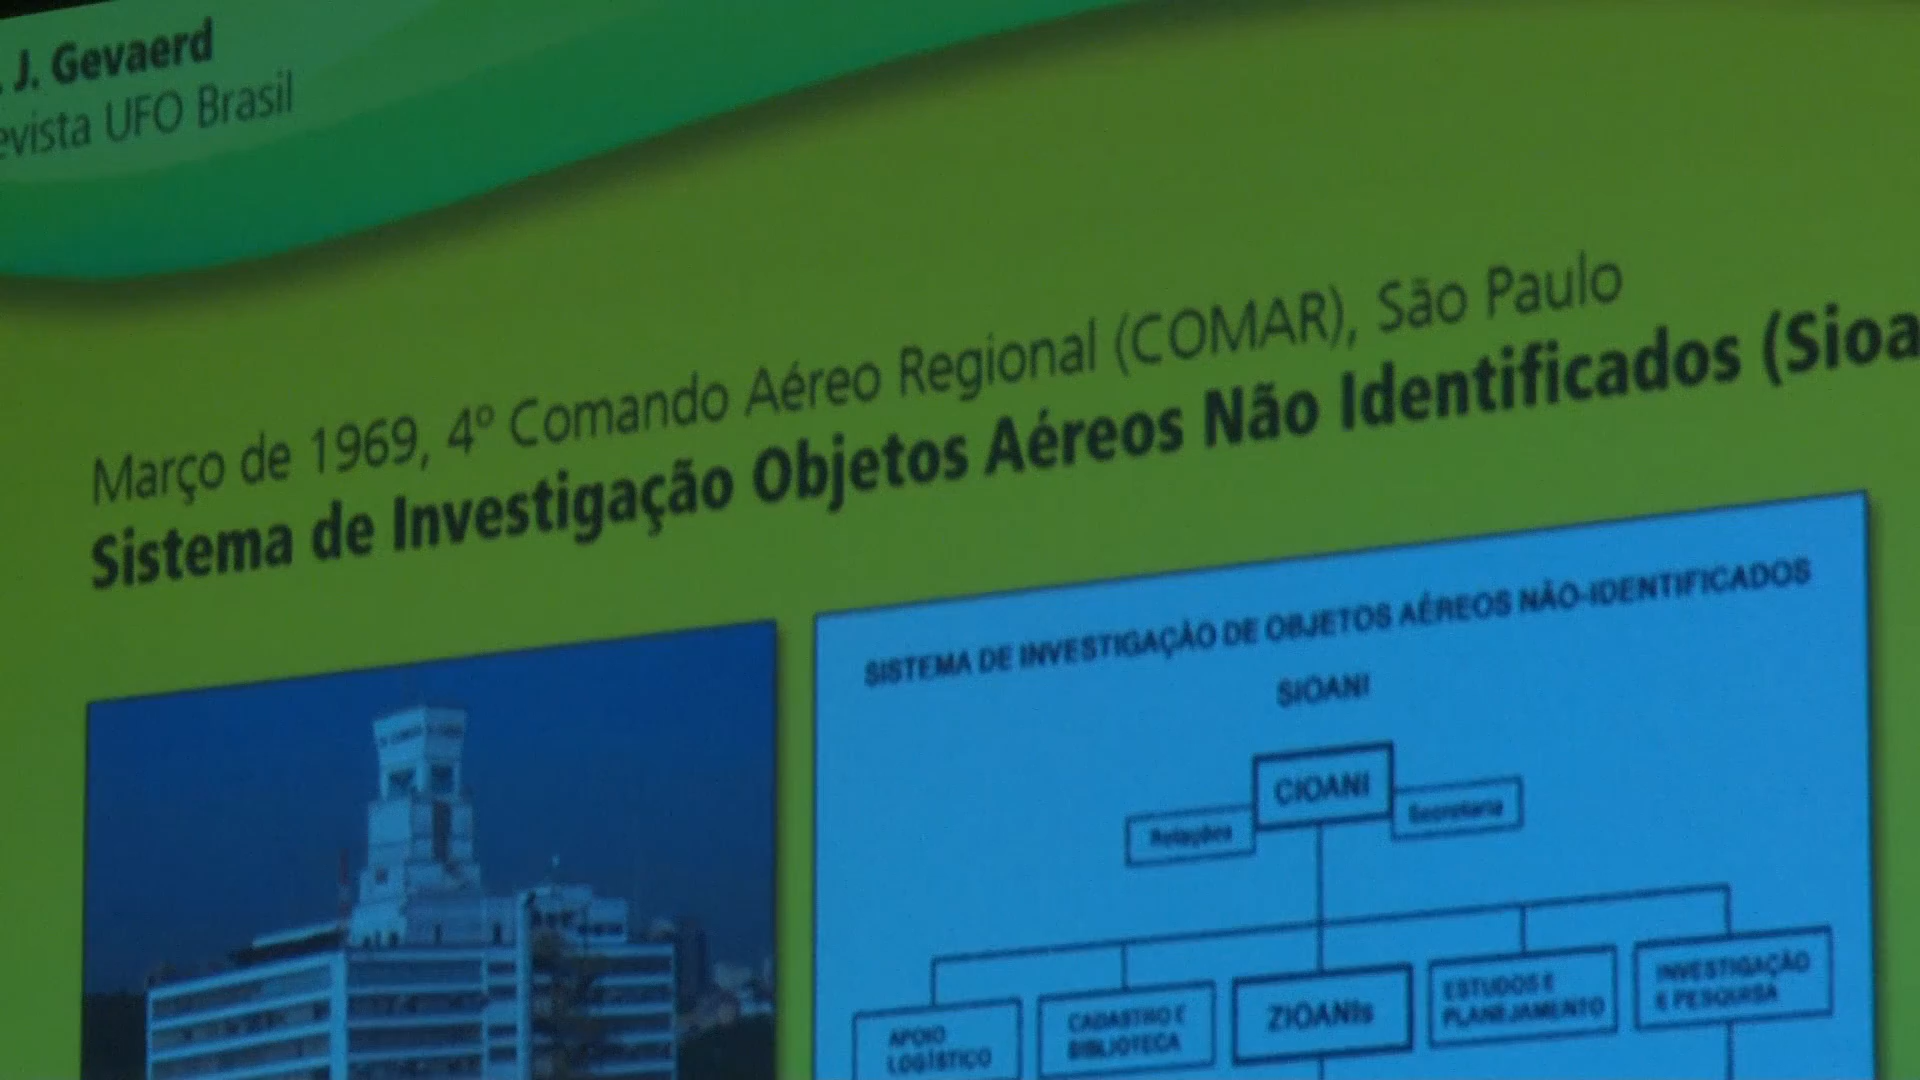 . J. Gevaerd
evista UFO Brasil
Março de 1969, 4º Comando Aéreo Regional (COMAR), São Paulo
Sistema de Investigação Objetos Aéreos Não Identificados (Sioa
SISTEMA DE INVESTIGAÇÃO DE OBJETOS AÉREOS NÃO-IDENTIFICADOS
SIOANI
CIOANI
Relações
Secretaria
APOIO
LOGÍSTICO
CADASTRO E
BIBLIOTECA
ZIOANIs
ESTUDOS E
PLANEJAMENTO
INVESTIGAÇÃO
E PESQUISA